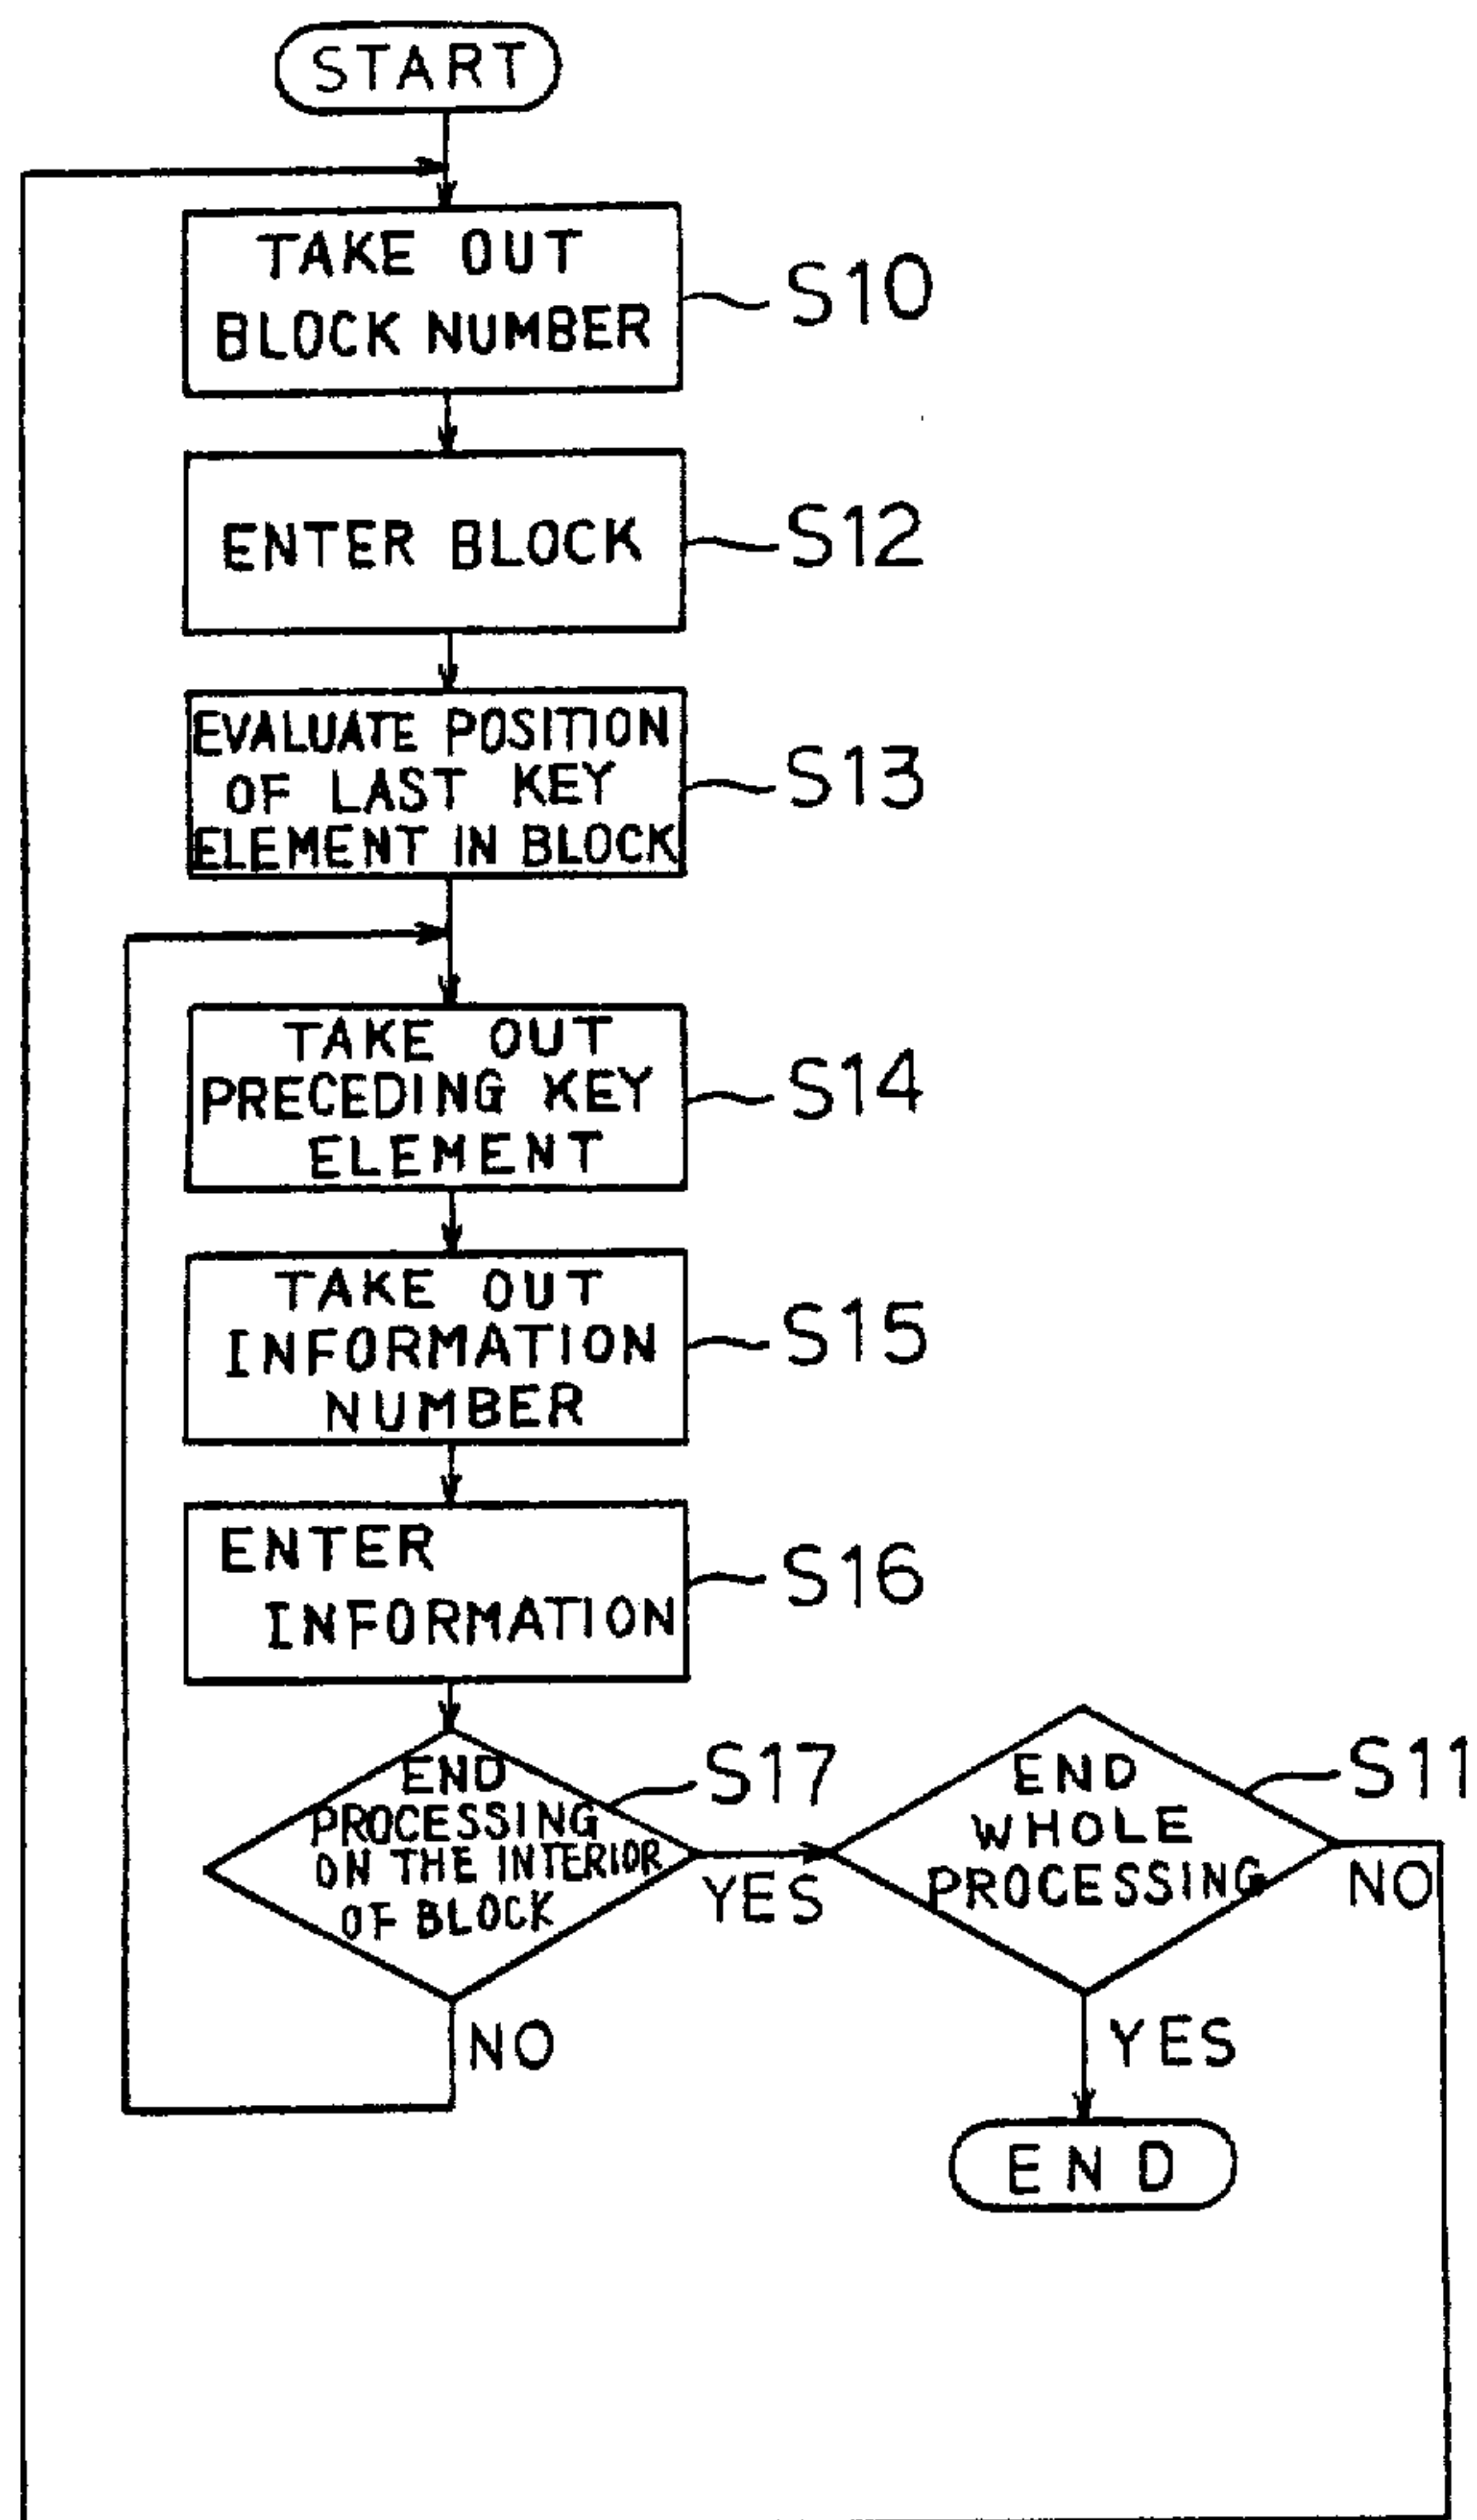 START
TAKE OUT
BLOCK NUMBER
S10
ENTER BLOCK
S12
EVALUATE POSITION
OF LAST KEY
ELEMENT IN BLOCK
S13
TAKE OUT
PRECEDING KEY
ELEMENT
S14
TAKE OUT
INFORMATION
NUMBER
S15
ENTER
INFORMATION
S16
END
PROCESSING
ON THE INTERIOR
OF BLOCK
S17
YES
NO
END
WHOLE
PROCESSING
S11
NO
YES
END